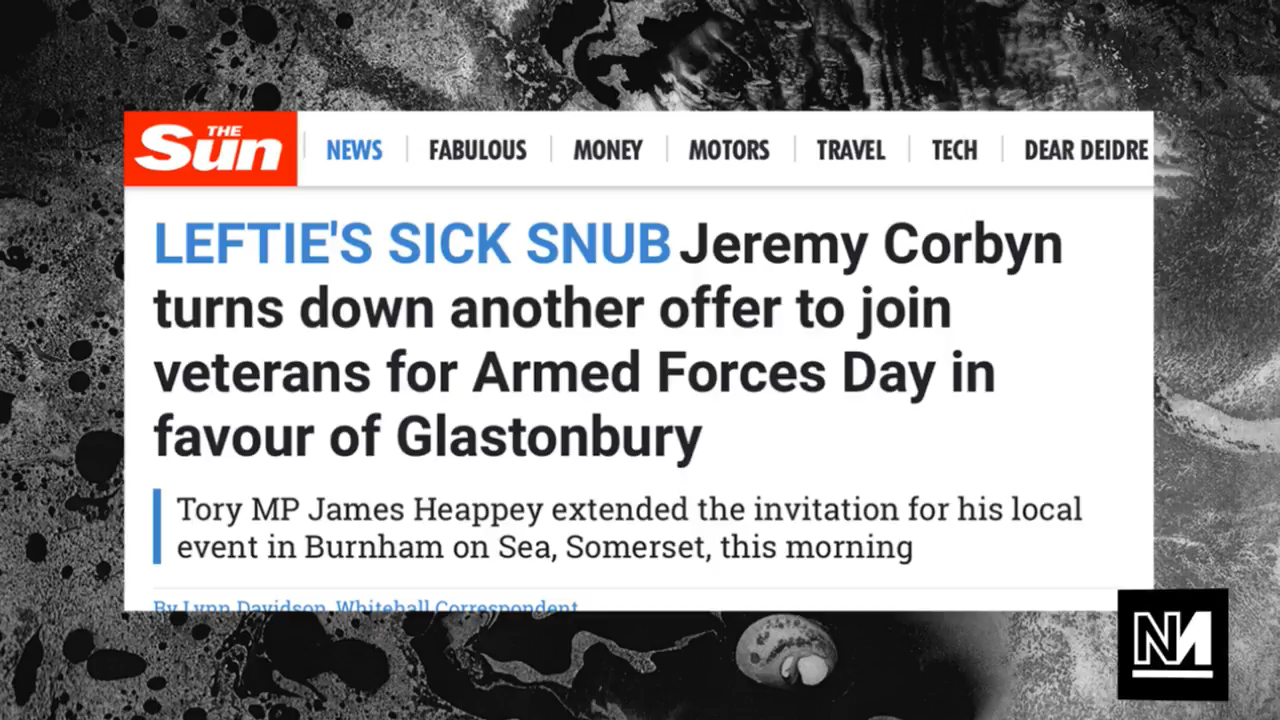 THE
Sun
NEWS FABULOUS MONEY MOTORS TRAVEL TECH DEAR DEIDRE
LEFTIE'S SICK SNUB Jeremy Corbyn
turns down another offer to join
veterans for Armed Forces Day in
favour of Glastonbury
Tory MP James Heappey extended the invitation for his local
event in Burnham on Sea, Somerset, this morning
By Lynn Davidson, Whitehall Correspondent
NM